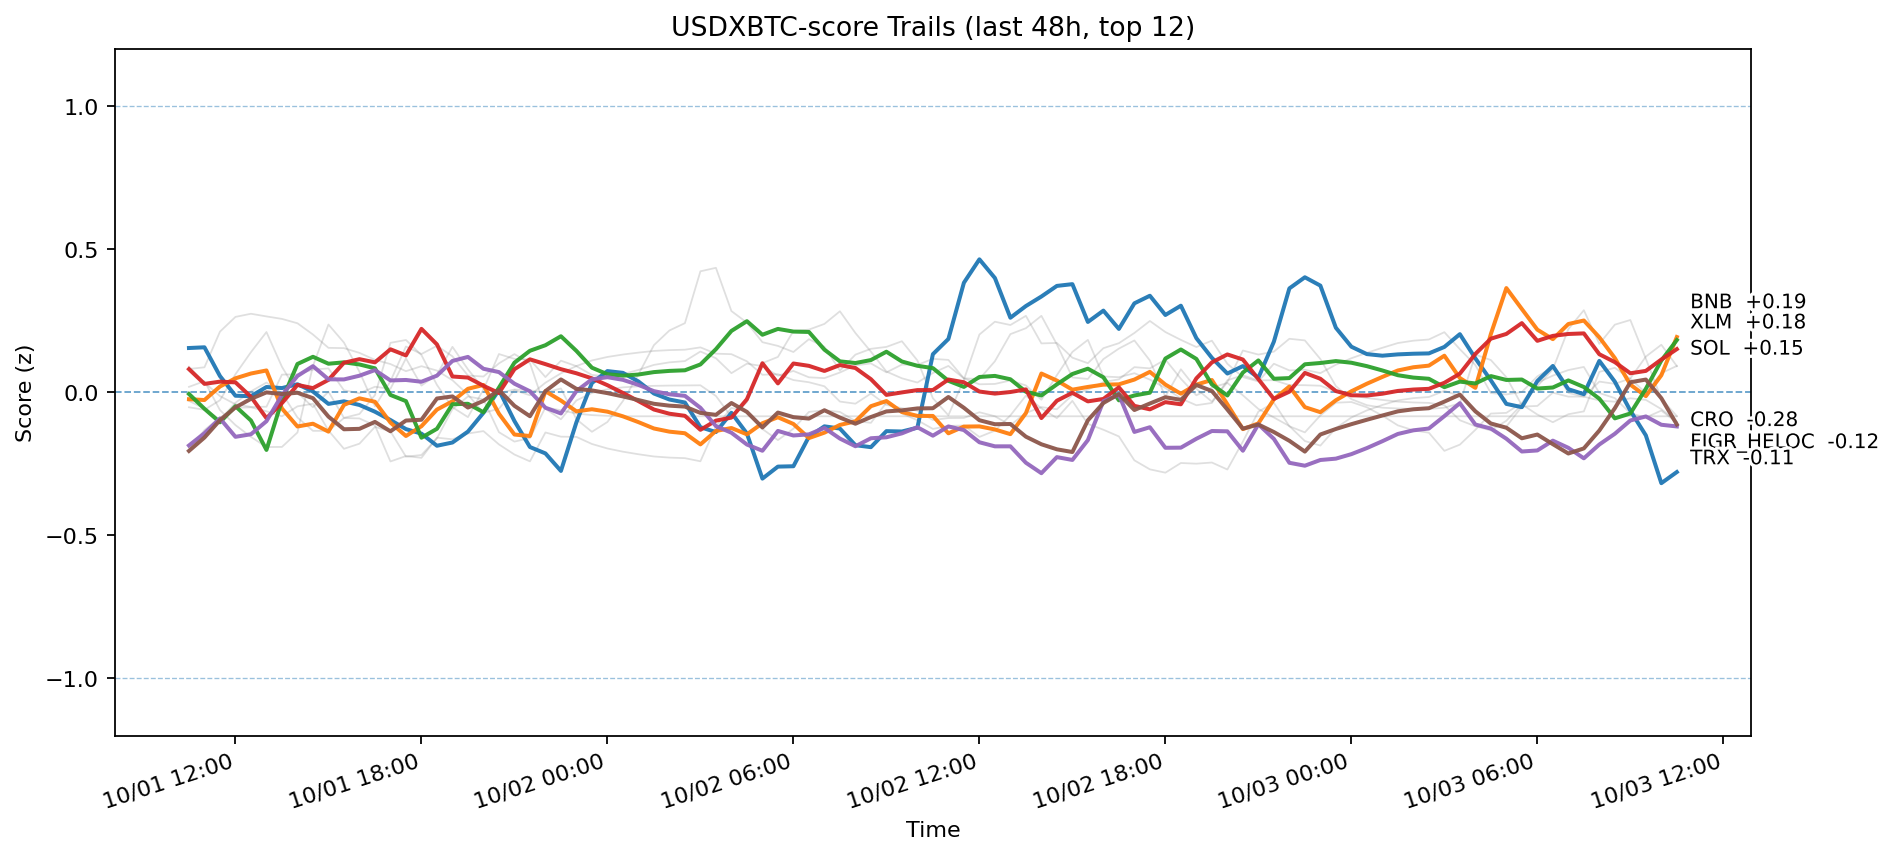 USDXBTC-score Trails (last 48h, top 12)
Score (z)
1.0
0.5
0.0
−0.5
−1.0
BNB +0.19
XLM +0.18
SOL +0.15
CRO -0.28
FIGR_HELOC -0.12
TRX -0.11
10/01 12:00
10/01 18:00
10/02 00:00
10/02 06:00
10/02 12:00
10/02 18:00
10/03 00:00
10/03 06:00
10/03 12:00
Time